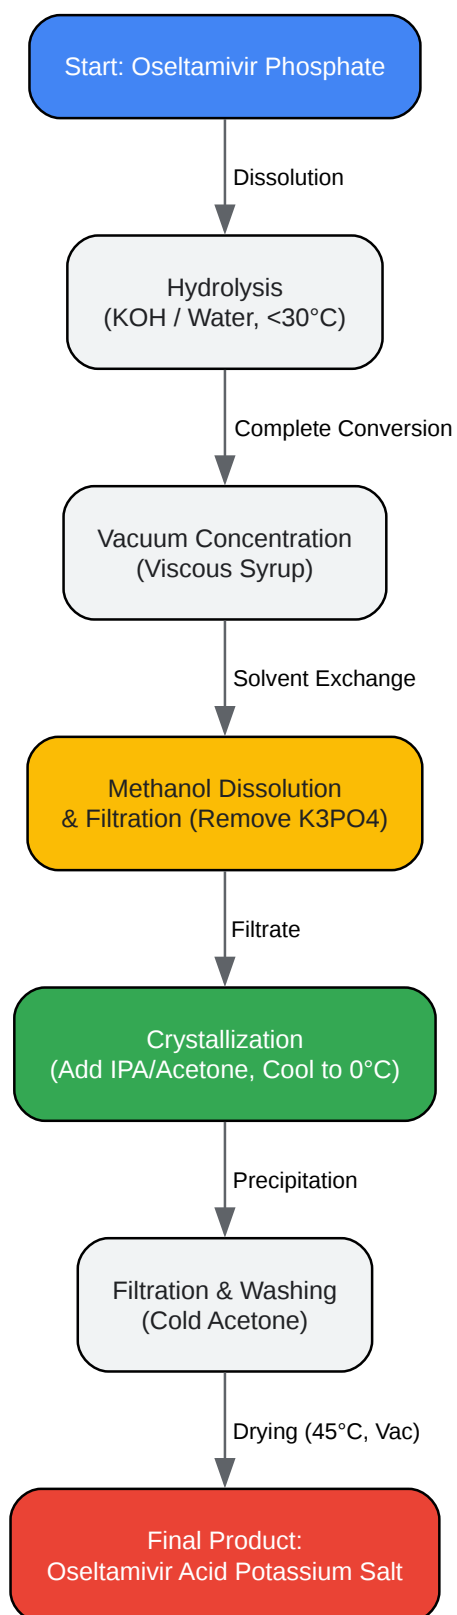 Start: Oseltamivir Phosphate
Dissolution
Hydrolysis
(KOH / Water, <30°C)
Complete Conversion
Vacuum Concentration
(Viscous Syrup)
Solvent Exchange
Methanol Dissolution
& Filtration (Remove K3PO4)
Filtrate
Crystallization
(Add IPA/Acetone, Cool to 0°C)
Precipitation
Filtration & Washing
(Cold Acetone)
Drying (45°C, Vac)
Final Product:
Oseltamivir Acid Potassium Salt